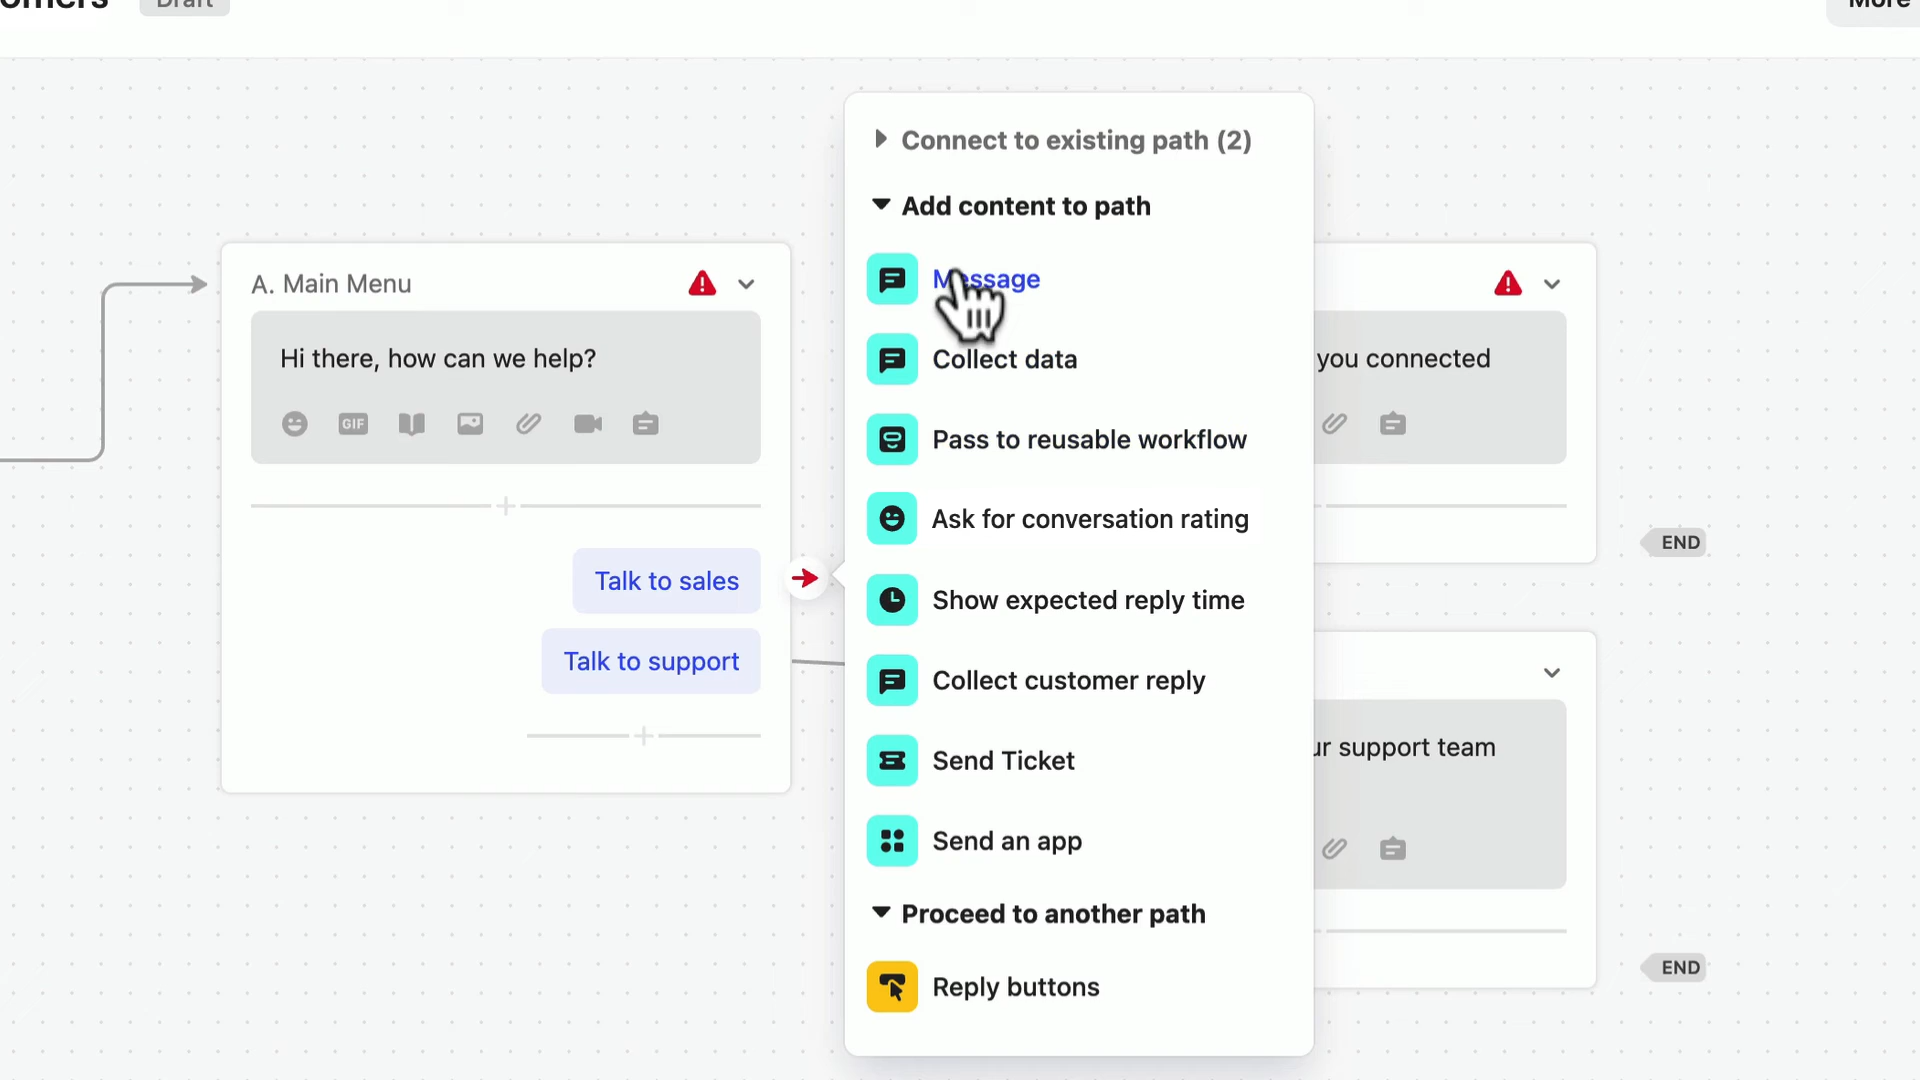 Draft
More
Connect to existing path (2)
Add content to path
Message
Collect data
Pass to reusable workflow
Ask for conversation rating
Show expected reply time
Collect customer reply
Send Ticket
Send an app
Proceed to another path
Reply buttons
A. Main Menu
Hi there, how can we help?
GIF
Talk to sales
Talk to support
you connected
END
support team
END